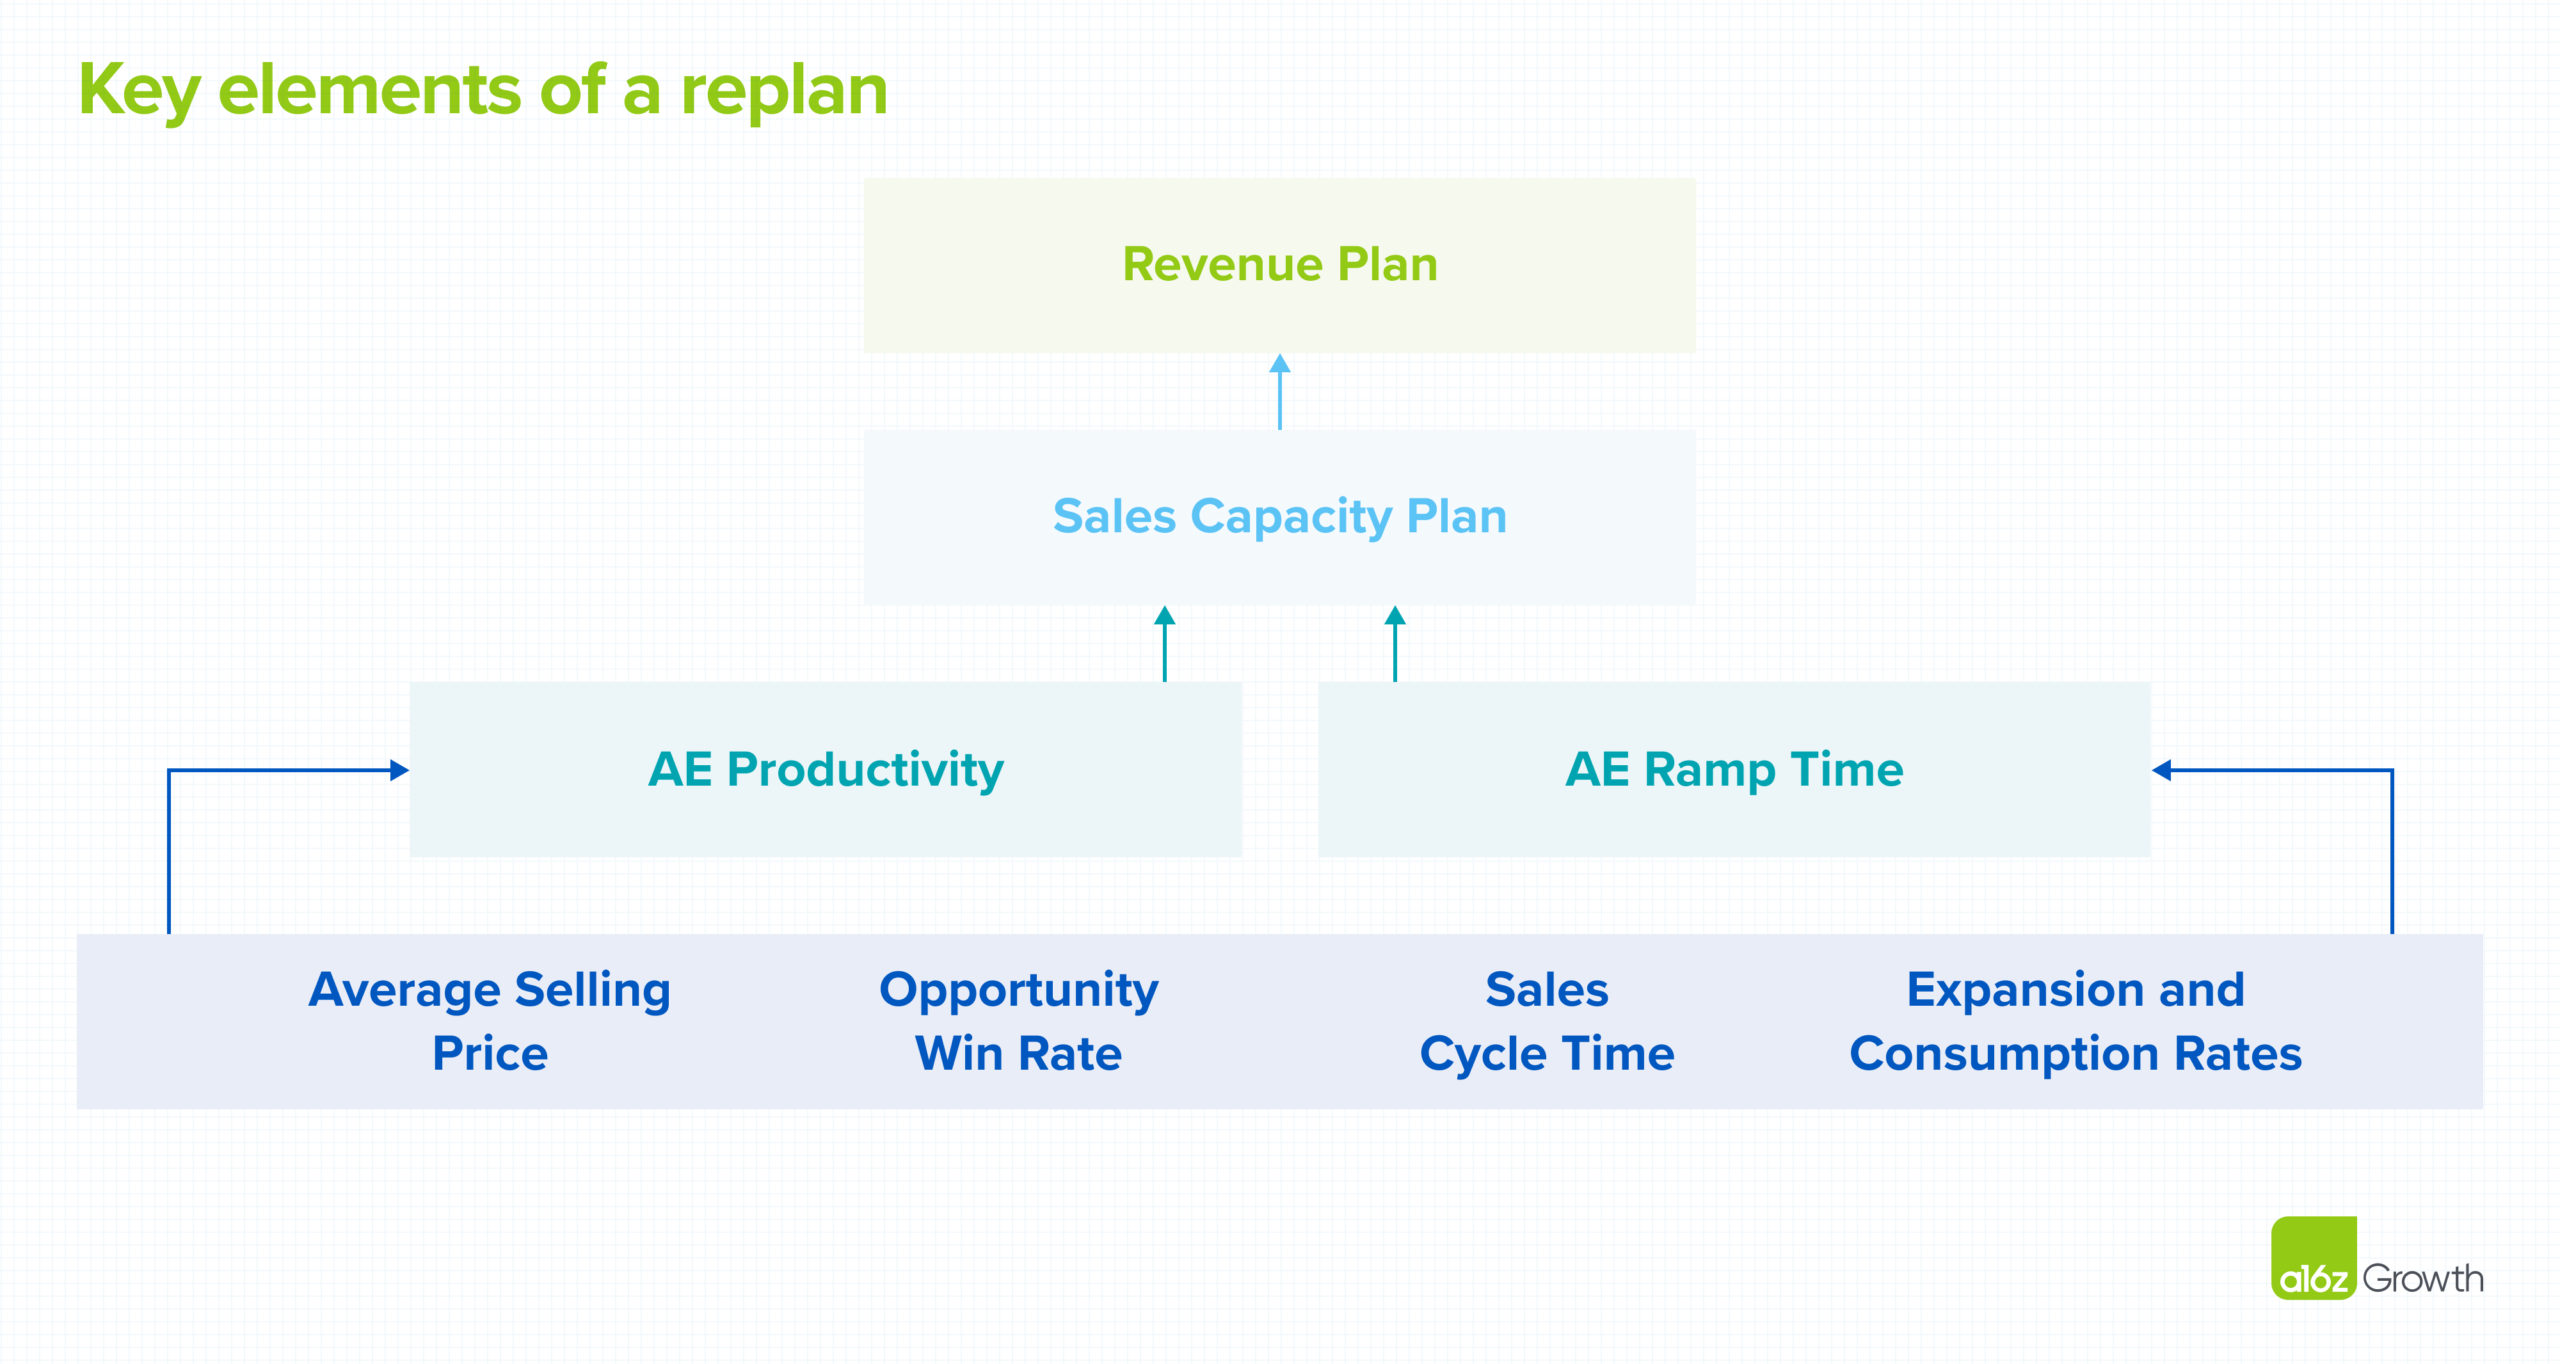 Key elements of a replan
Revenue Plan
Sales Capacity Plan
AE Productivity
AE Ramp Time
Average Selling
Price
Opportunity
Win Rate
Sales
Cycle Time
Expansion and
Consumption Rates
a16z Growth